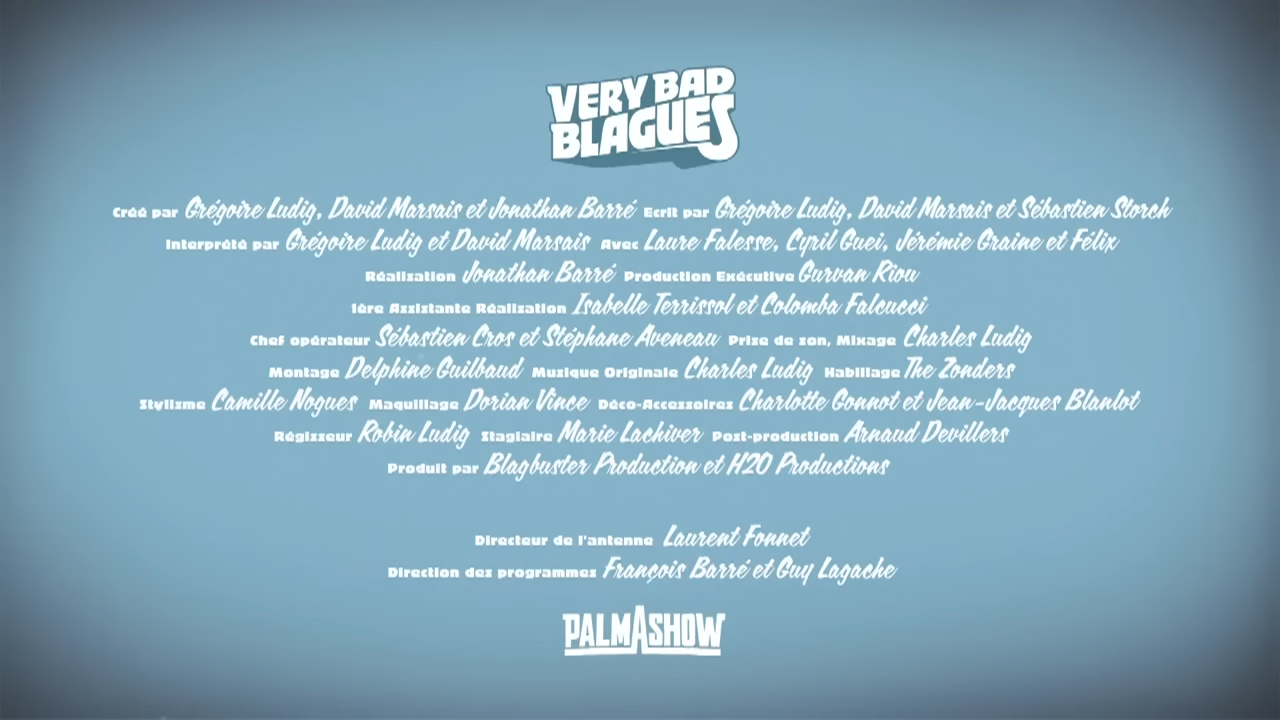 VERY BAD
BLAGUES
Créé par Grégoire Ludig, David Marsais et Jonathan Barré Ecrit par Grégoire Ludig, David Marsais et Sébastien Storch
Interprété par Grégoire Ludig et David Marsais Avec Laure Falesse, Cyril Guei, Jérémie Graine et Félix
Réalisation Jonathan Barré Production Exécutive Gurvan Riou
1ère Assistante Réalisation Isabelle Terrissol et Colomba Falcucci
Chef opérateur Sébastien Cros et Stéphane Aveneau Prise de son, Mixage Charles Ludig
Montage Delphine Guilbaud Musique Originale Charles Ludig Habillage The Zonders
Stylisme Camille Nogues Maquillage Dorian Vince Déco-Accessoires Charlotte Gonnot et Jean-Jacques Blanlot
Régisseur Robin Ludig Stagiaire Marie Lachiver Post-production Arnaud Devillers
Produit par Blagbuster Production et H2O Productions
Directeur de l'antenne Laurent Fonnet
Direction des programmes François Barré et Guy Lagache
PALMASHOW